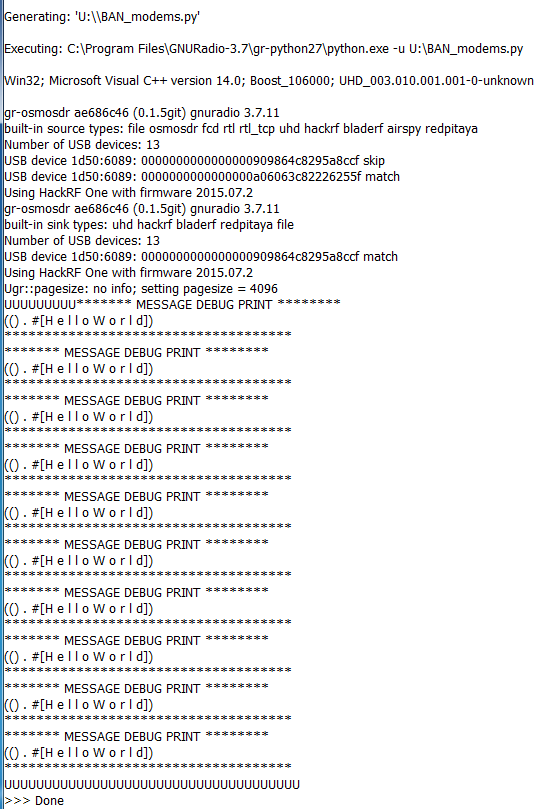 Generating: 'U:\\BAN_modems.py'
Executing: C:\Program Files\GNURadio-3.7\gr-python27\python.exe -u U:\BAN_modems.py
Win32; Microsoft Visual C++ version 14.0; Boost_106000; UHD_003.010.001.001-0-unknown
gr-osmosdr ae686c46 (0.1.5git) gnuradio 3.7.11
built-in source types: file osmosdr fcd rtl rtl_tcp uhd hackrf bladerf airspy redpitaya
Number of USB devices: 13
USB device 1d50:6089: 0000000000000000909864c8295a8ccf skip
USB device 1d50:6089: 0000000000000000a06063c82226255f match
Using HackRF One with firmware 2015.07.2
gr-osmosdr ae686c46 (0.1.5git) gnuradio 3.7.11
built-in sink types: uhd hackrf bladerf redpitaya file
Number of USB devices: 13
USB device 1d50:6089: 0000000000000000909864c8295a8ccf match
Using HackRF One with firmware 2015.07.2
Ugr::pagesize: no info; setting pagesize = 4096
UUUUUUUUU******* MESSAGE DEBUG PRINT ********
(() . #[H e l l o W o r l d])
************************************
******* MESSAGE DEBUG PRINT ********
(() . #[H e l l o W o r l d])
************************************
******* MESSAGE DEBUG PRINT ********
(() . #[H e l l o W o r l d])
************************************
******* MESSAGE DEBUG PRINT ********
(() . #[H e l l o W o r l d])
************************************
******* MESSAGE DEBUG PRINT ********
(() . #[H e l l o W o r l d])
************************************
******* MESSAGE DEBUG PRINT ********
(() . #[H e l l o W o r l d])
************************************
******* MESSAGE DEBUG PRINT ********
(() . #[H e l l o W o r l d])
************************************
******* MESSAGE DEBUG PRINT ********
(() . #[H e l l o W o r l d])
************************************
******* MESSAGE DEBUG PRINT ********
(() . #[H e l l o W o r l d])
************************************
******* MESSAGE DEBUG PRINT ********
(() . #[H e l l o W o r l d])
************************************
UUUUUUUUUUUUUUUUUUUUUUUUUUUUUUUUUUUUU
>>> Done